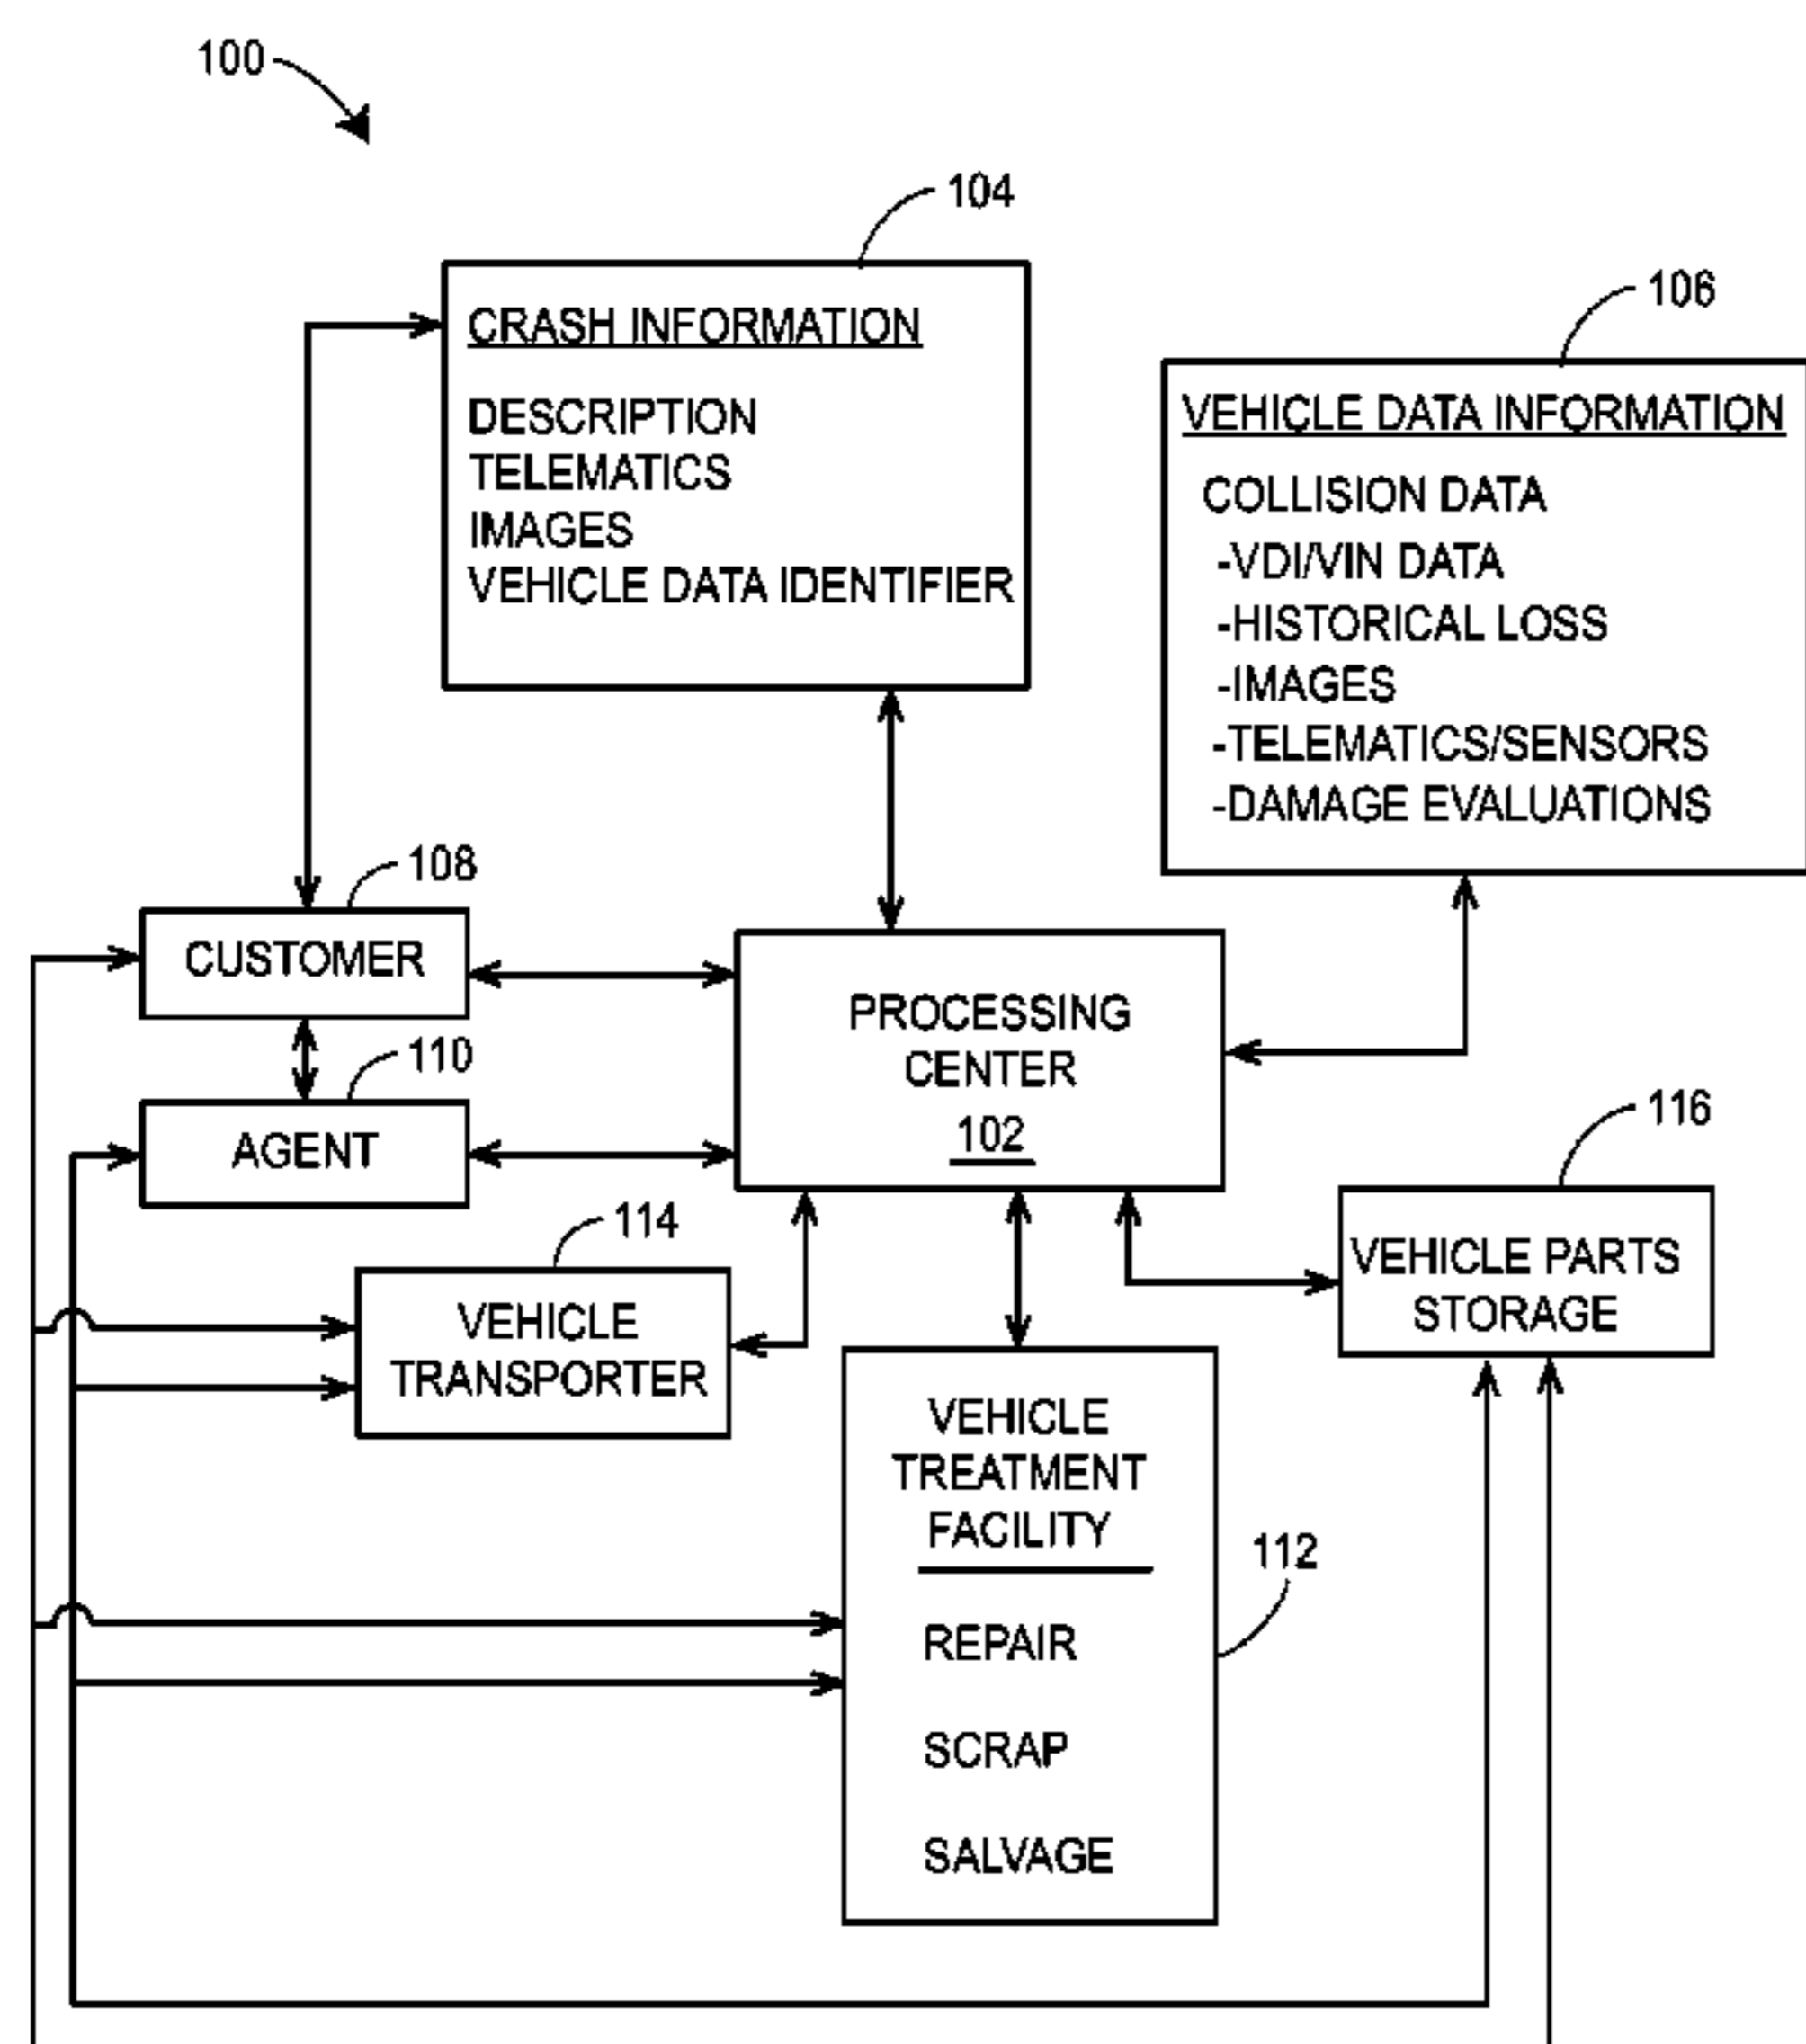 100
104
CRASH INFORMATION
DESCRIPTION
TELEMATICS
IMAGES
VEHICLE DATA IDENTIFIER
106
VEHICLE DATA INFORMATION
COLLISION DATA
-VDI/VIN DATA
-HISTORICAL LOSS
-IMAGES
-TELEMATICS/SENSORS
-DAMAGE EVALUATIONS
108
CUSTOMER
110
AGENT
PROCESSING
CENTER
102
114
VEHICLE
TRANSPORTER
116
VEHICLE PARTS
STORAGE
VEHICLE
TREATMENT
FACILITY
112
REPAIR
SCRAP
SALVAGE